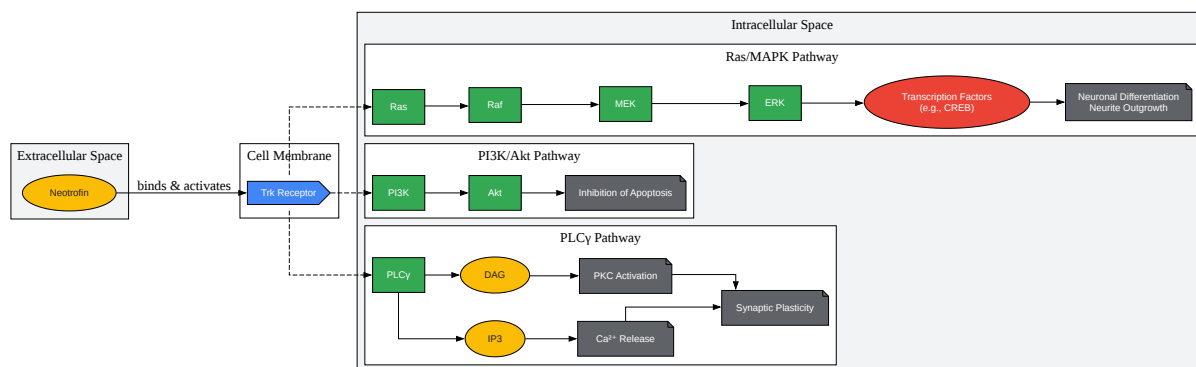 Intracellular Space
Ras/MAPK Pathway
Ras
Raf
MEK
ERK
Transcription Factors
(e.g., CREB)
Neuronal Differentiation
Neurite Outgrowth
Extracellular Space
Neotrofin
binds & activates
Cell Membrane
Trk Receptor
PI3K/Akt Pathway
PI3K
Akt
Inhibition of Apoptosis
PLCγ Pathway
PLCγ
DAG
PKC Activation
Synaptic Plasticity
IP3
Ca²⁺ Release